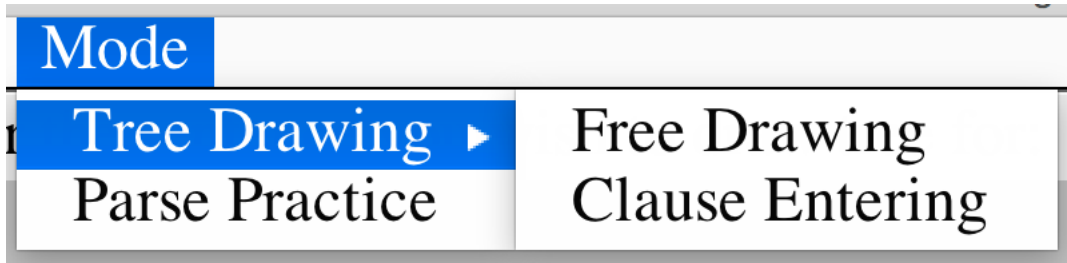 Mode
Tree Drawing ▸ Free Drawing
Parse Practice Clause Entering